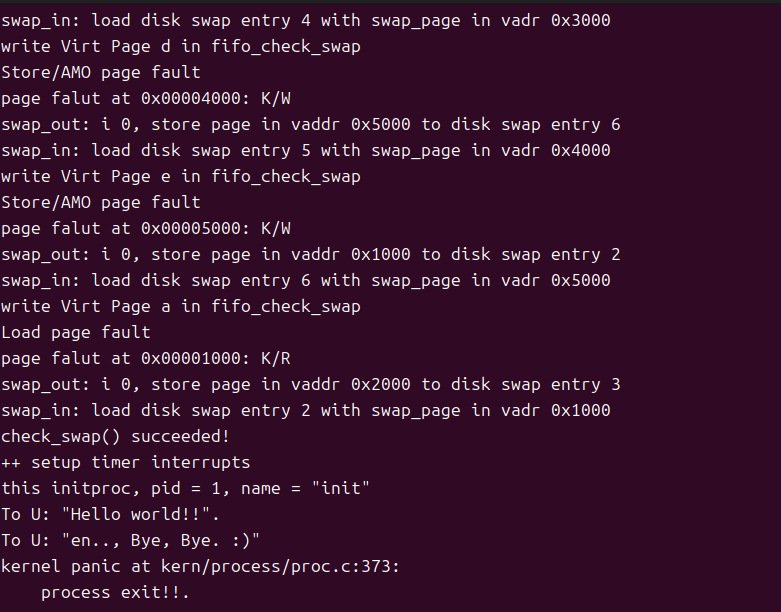 swap_in: load disk swap entry 4 with swap_page in vadr 0x3000
write Virt Page d in fifo_check_swap
Store/AMO page fault
page falut at 0x00004000: K/W
swap_out: i 0, store page in vaddr 0x5000 to disk swap entry 6
swap_in: load disk swap entry 5 with swap_page in vadr 0x4000
write Virt Page e in fifo_check_swap
Store/AMO page fault
page falut at 0x00005000: K/W
swap_out: i 0, store page in vaddr 0x1000 to disk swap entry 2
swap_in: load disk swap entry 6 with swap_page in vadr 0x5000
write Virt Page a in fifo_check_swap
Load page fault
page falut at 0x00001000: K/R
swap_out: i 0, store page in vaddr 0x2000 to disk swap entry 3
swap_in: load disk swap entry 2 with swap_page in vadr 0x1000
check_swap() succeeded!
++ setup timer interrupts
this initproc, pid = 1, name = "init"
To U: "Hello world!!".
To U: "en.., Bye, Bye. :)"
kernel panic at kern/process/proc.c:373:
    process exit!!.